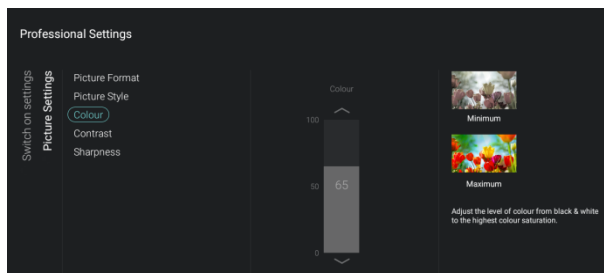 Professional Settings
Switch on settings
Picture Settings
Picture Format
Picture Style
Colour
Contrast
Sharpness
Colour
100
50
65
0
Minimum
Maximum
Adjust the level of colour from black & white
to the highest colour saturation.